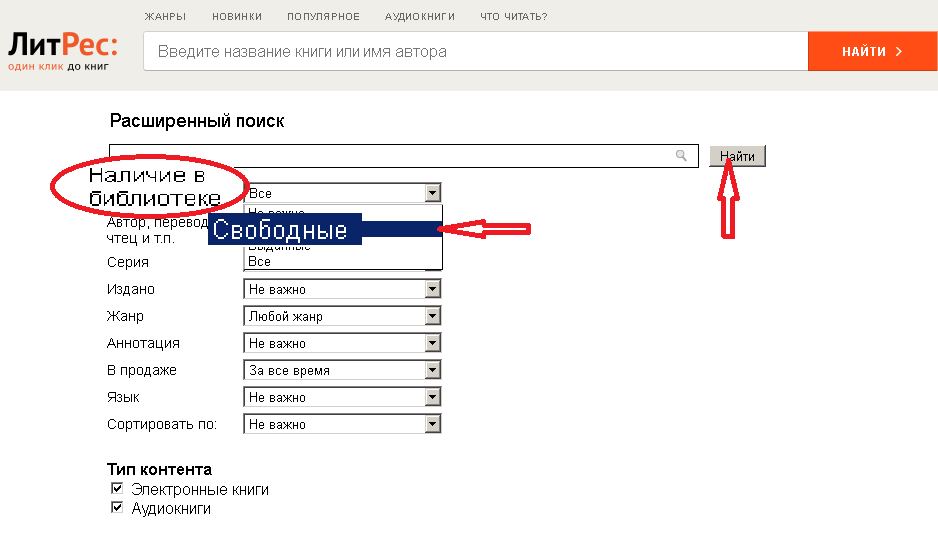 ЖАНРЫ НОВИНКИ ПОПУЛЯРНОЕ АУДИОКНИГИ ЧТО ЧИТАТЬ?
ЛитРес:
один клик до книг
Введите название книги или имя автора
НАЙТИ
Расширенный поиск
Найти
Наличие в
библиотеке
Все
Не важно
Автор, перевод
чтец и т.п.
Свободные
Выданные
Серия
Все
Издано Не важно
Жанр Любой жанр
Аннотация Не важно
В продаже За все время
Язык Не важно
Сортировать по: Не важно
Тип контента
Электронные книги
Аудиокниги